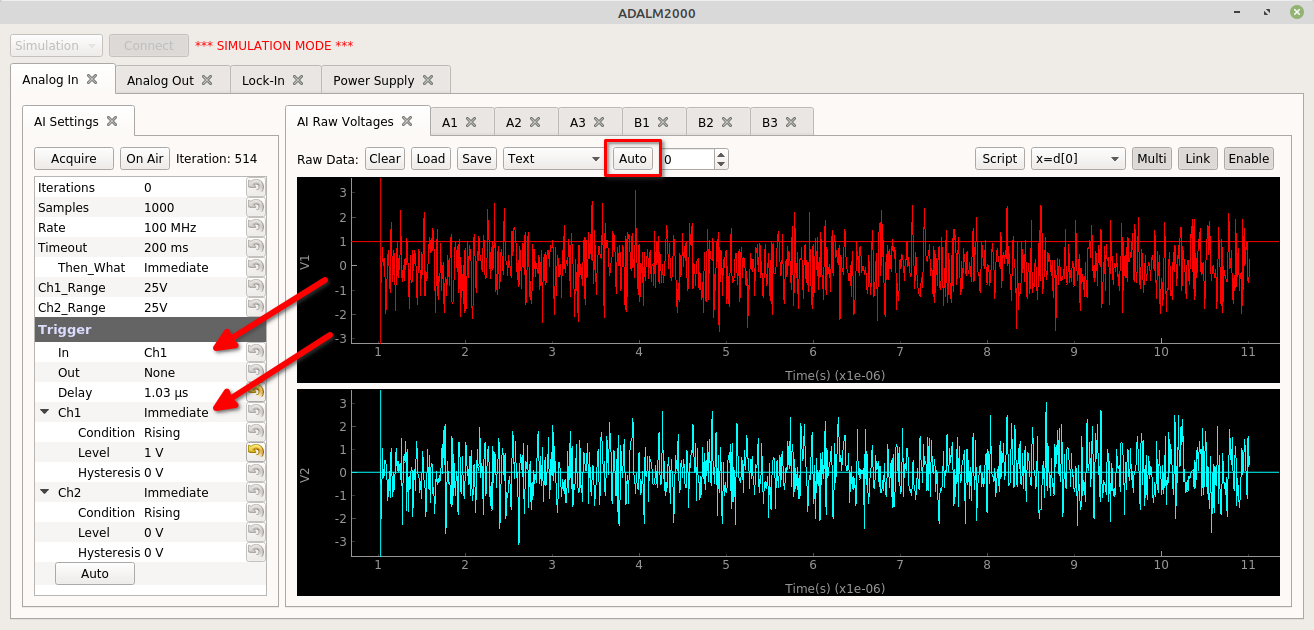 ADALM2000
Simulation Connect *** SIMULATION MODE ***
Analog In Analog Out Lock-In Power Supply
AI Settings
Acquire On Air Iteration: 514
Iterations 0
Samples 1000
Rate 100 MHz
Timeout 200 ms
Then_What Immediate
Ch1_Range 25V
Ch2_Range 25V
Trigger
In Ch1
Out None
Delay 1.03 µs
Ch1 Immediate
Condition Rising
Level 1 V
Hysteresis 0 V
Ch2 Immediate
Condition Rising
Level 0 V
Hysteresis 0 V
Auto
AI Raw Voltages A1 A2 A3 B1 B2 B3
Raw Data: Clear Load Save Text Auto 0 Script x=d[0] Multi Link Enable
V1
3
2
1
0
-1
-2
-3
1 2 3 4 5 6 7 8 9 10 11
Time(s) (x1e-06)
V2
3
2
1
0
-1
-2
-3
1 2 3 4 5 6 7 8 9 10 11
Time(s) (x1e-06)